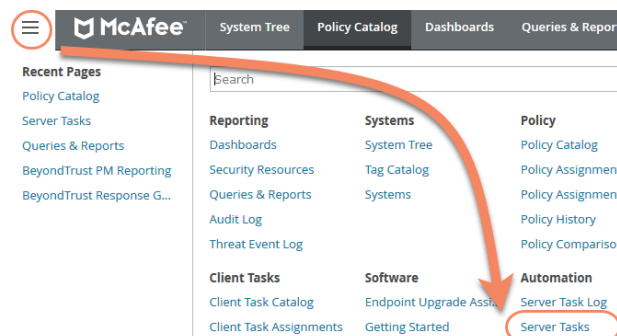 McAfee System Tree Policy Catalog Dashboards Queries & Repor
Recent Pages
Policy Catalog
Server Tasks
Queries & Reports
BeyondTrust PM Reporting
BeyondTrust Response G...
Search
Reporting
Dashboards
Security Resources
Queries & Reports
Audit Log
Threat Event Log
Systems
System Tree
Tag Catalog
Systems
Policy
Policy Catalog
Policy Assignmen
Policy Assignmen
Policy History
Policy Compariso
Client Tasks
Client Task Catalog
Client Task Assignments
Software
Endpoint Upgrade Assi...
Getting Started
Automation
Server Task Log
Server Tasks